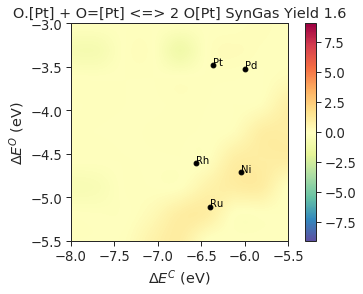 O.[Pt] + O=[Pt] <=> 2 O[Pt] SynGas Yield 1.6
−3.0
−3.5
−4.0
−4.5
−5.0
−5.5
ΔE^O (eV)
Pt
Pd
Rh
Ni
Ru
−8.0 −7.5 −7.0 −6.5 −6.0 −5.5
ΔE^C (eV)
7.5
5.0
2.5
0.0
−2.5
−5.0
−7.5